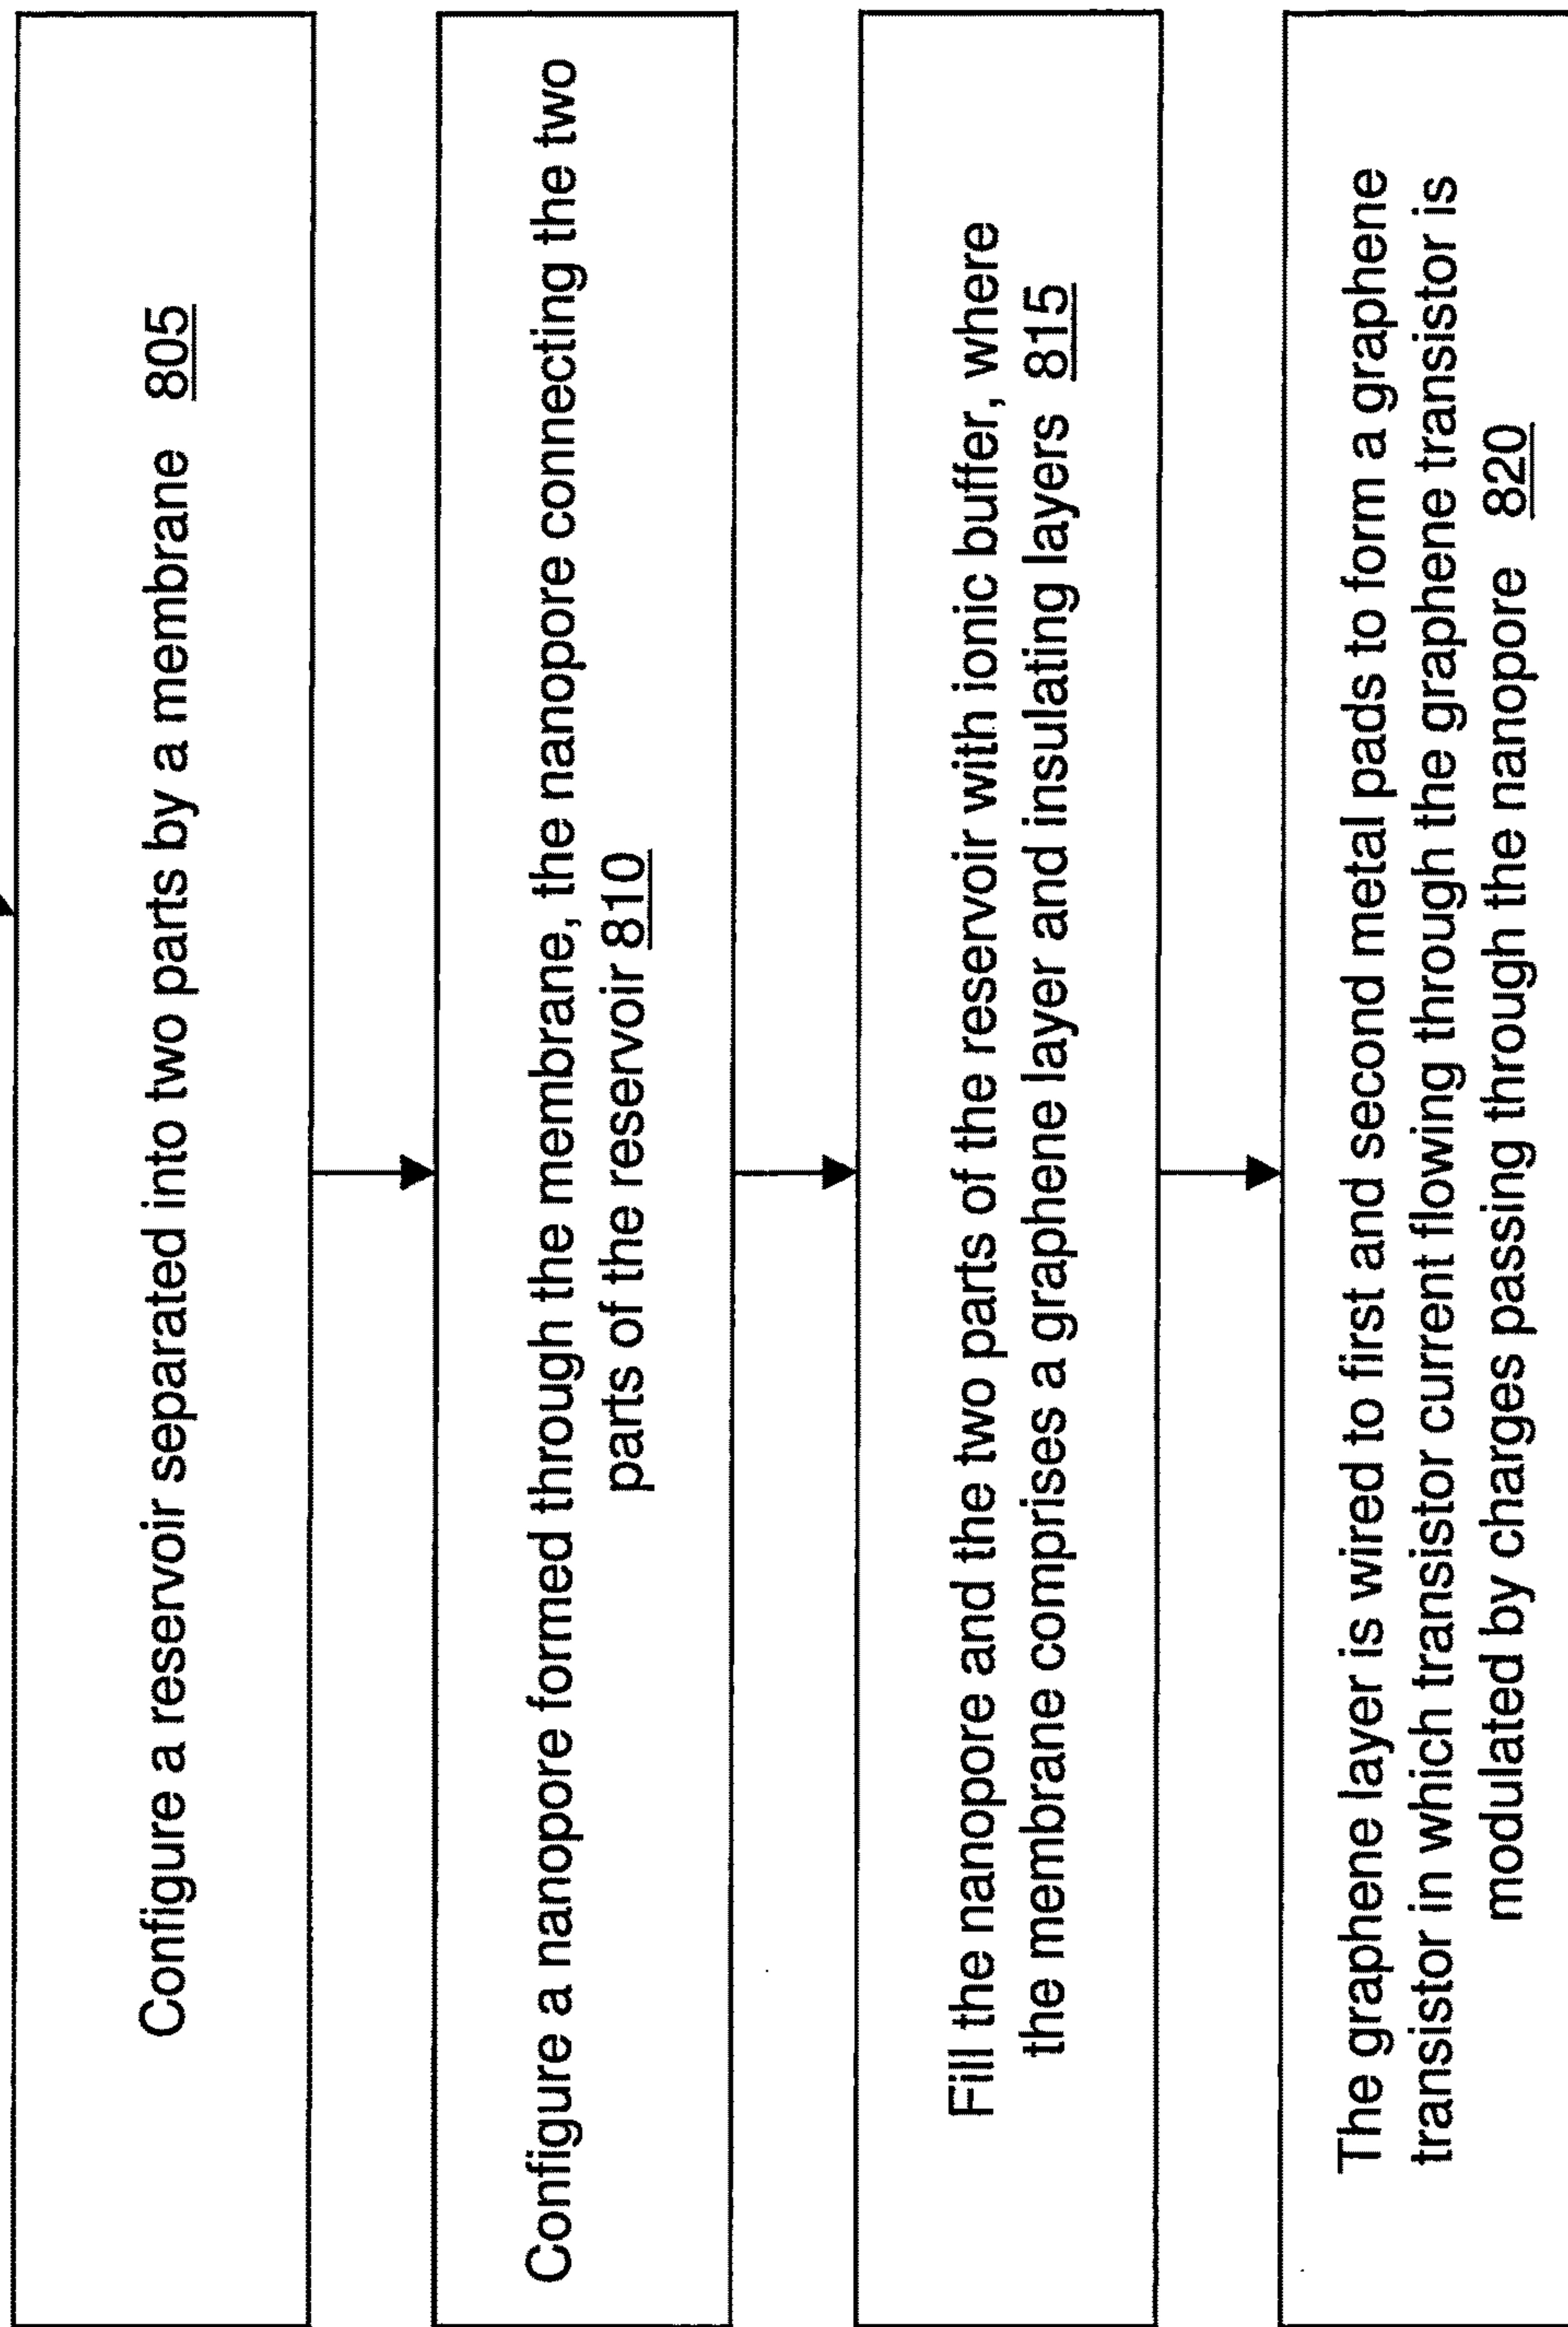 Configure a reservoir separated into two parts by a membrane 805
Configure a nanopore formed through the membrane, the nanopore connecting the two
parts of the reservoir 810
Fill the nanopore and the two parts of the reservoir with ionic buffer, where
the membrane comprises a graphene layer and insulating layers 815
The graphene layer is wired to first and second metal pads to form a graphene
transistor in which transistor current flowing through the graphene transistor is
modulated by charges passing through the nanopore 820